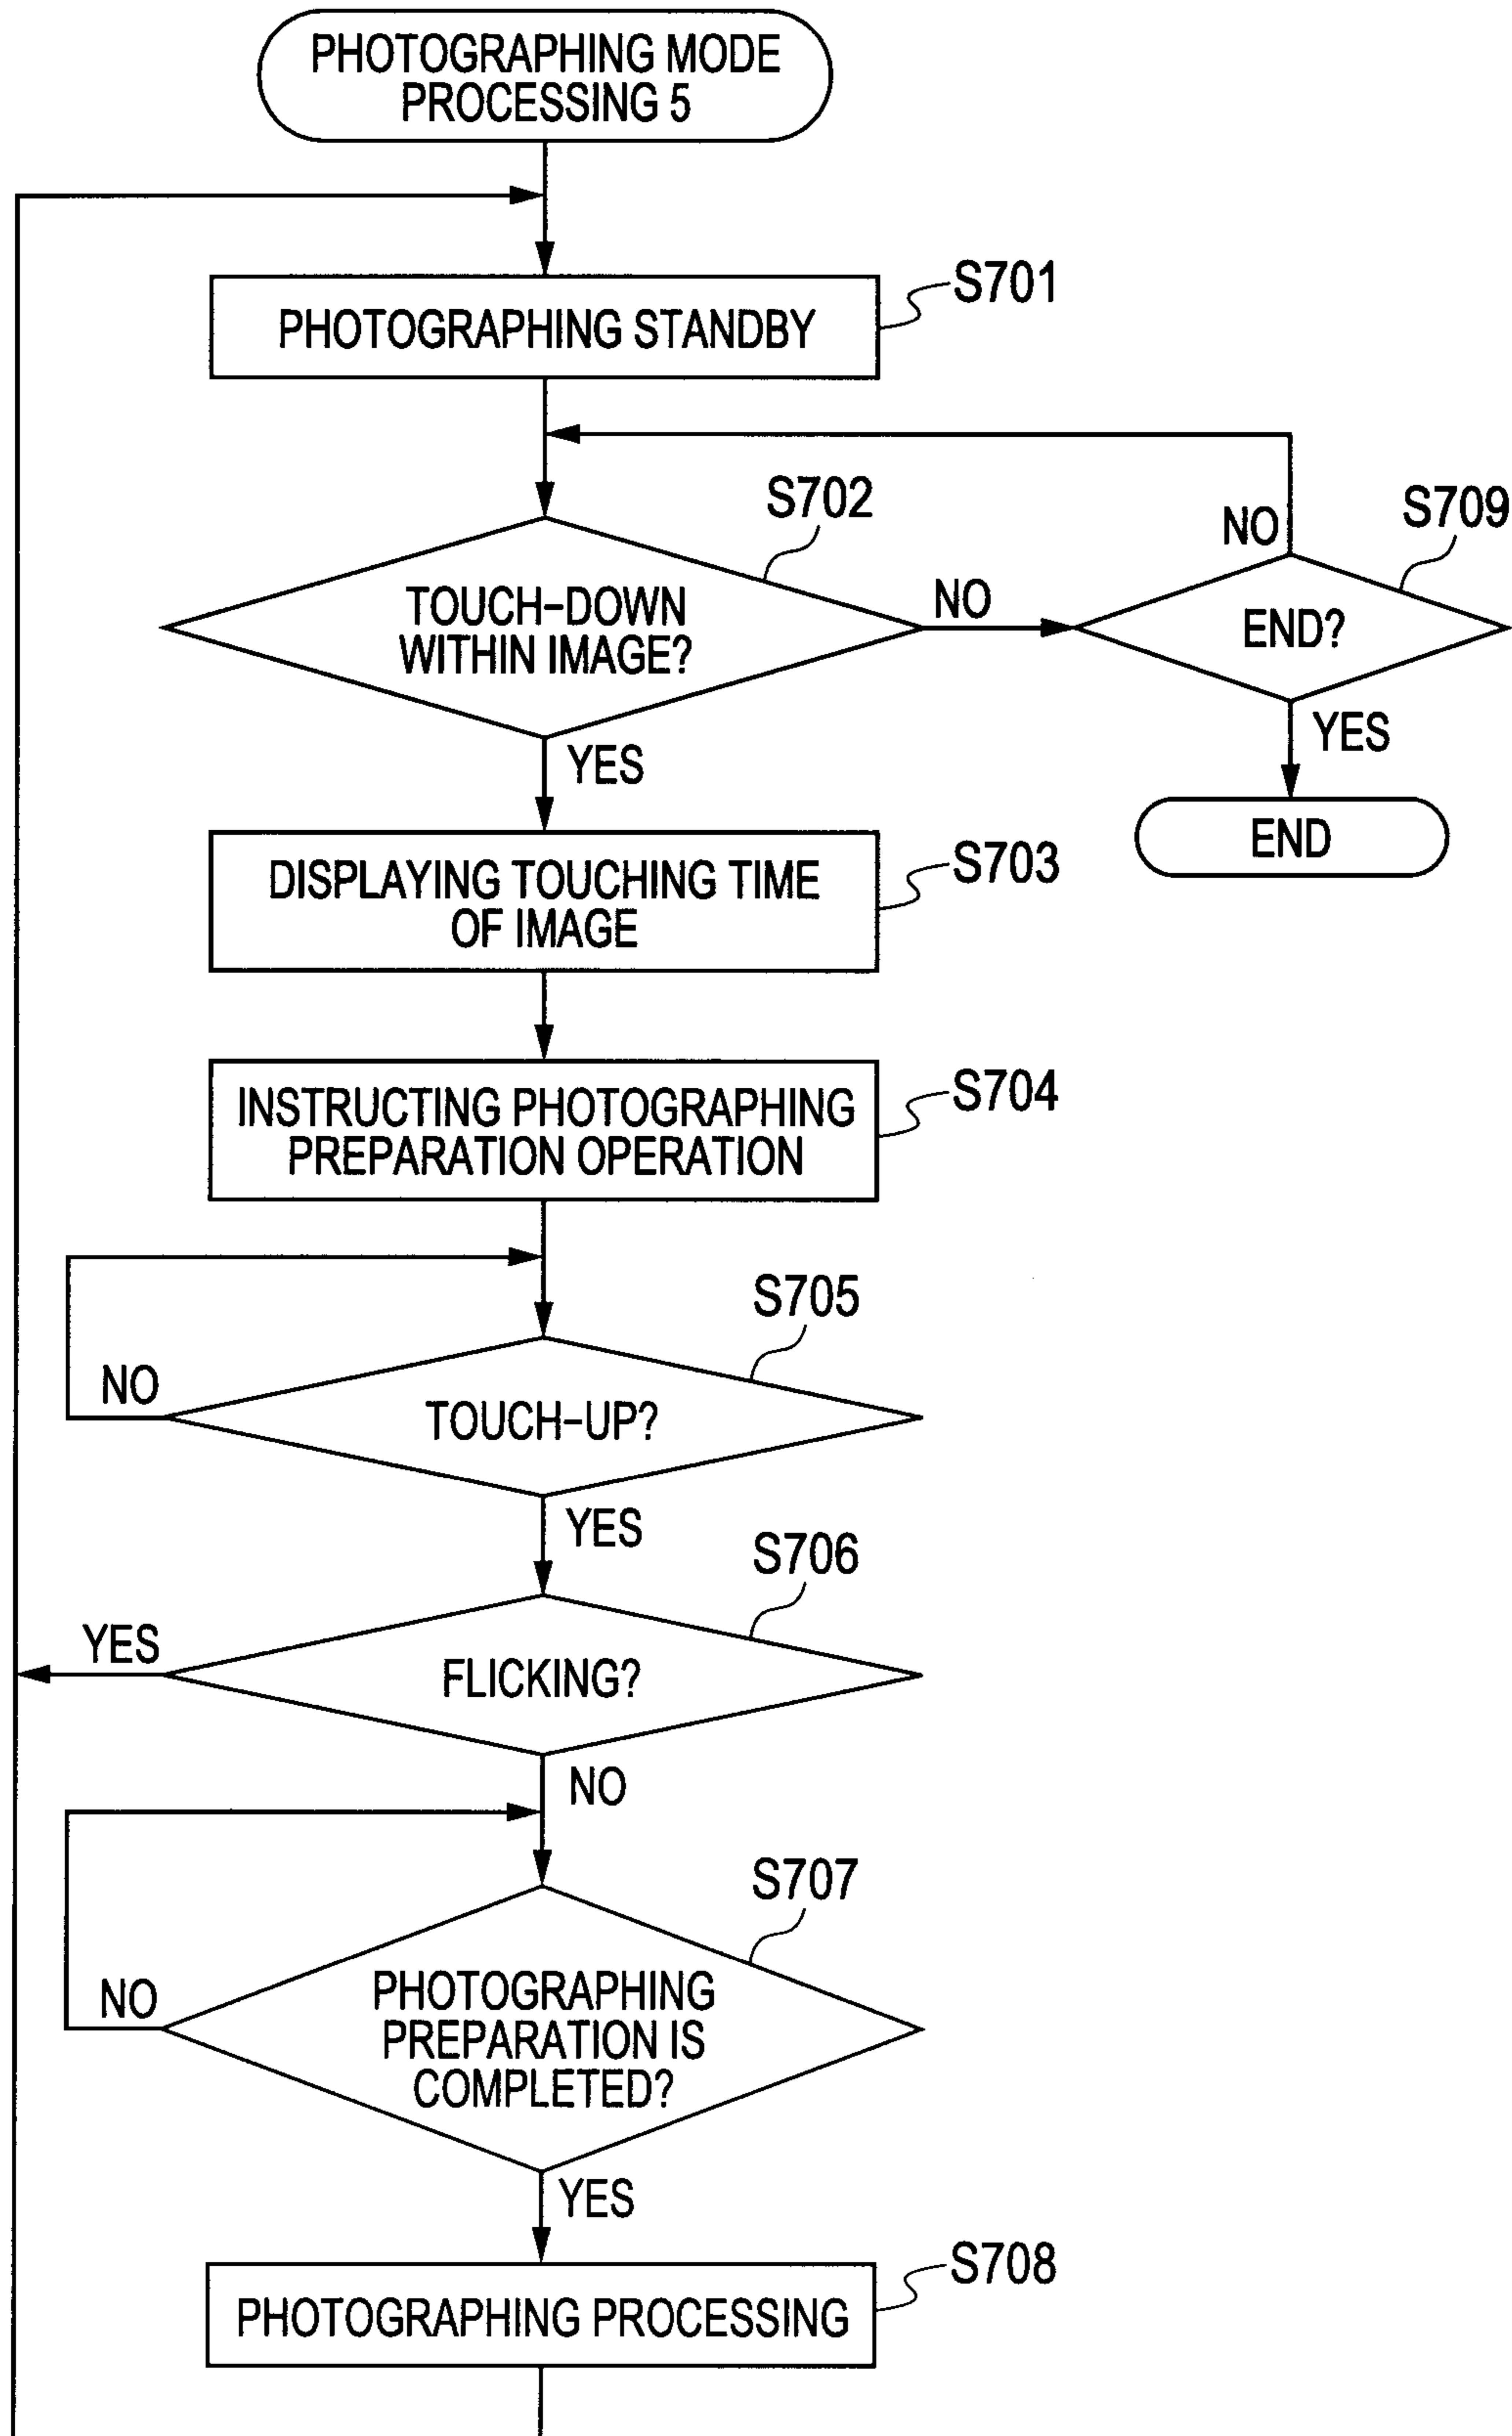 PHOTOGRAPHING MODE
PROCESSING 5
S701
PHOTOGRAPHING STANDBY
S702
S709
NO
TOUCH-DOWN
WITHIN IMAGE?
NO
END?
YES
YES
END
S703
DISPLAYING TOUCHING TIME
OF IMAGE
S704
INSTRUCTING PHOTOGRAPHING
PREPARATION OPERATION
S705
NO
TOUCH-UP?
YES
S706
YES
FLICKING?
NO
S707
NO
PHOTOGRAPHING
PREPARATION IS
COMPLETED?
YES
S708
PHOTOGRAPHING PROCESSING